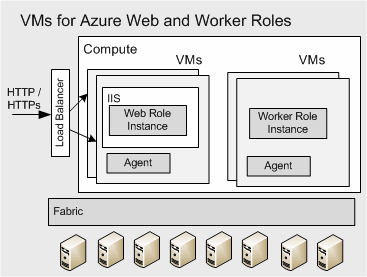 VMs for Azure Web and Worker Roles
Compute
VMs
VMs
HTTP /
HTTPs
Load Balancer
IIS
Web Role
Instance
Agent
Worker Role
Instance
Agent
Fabric